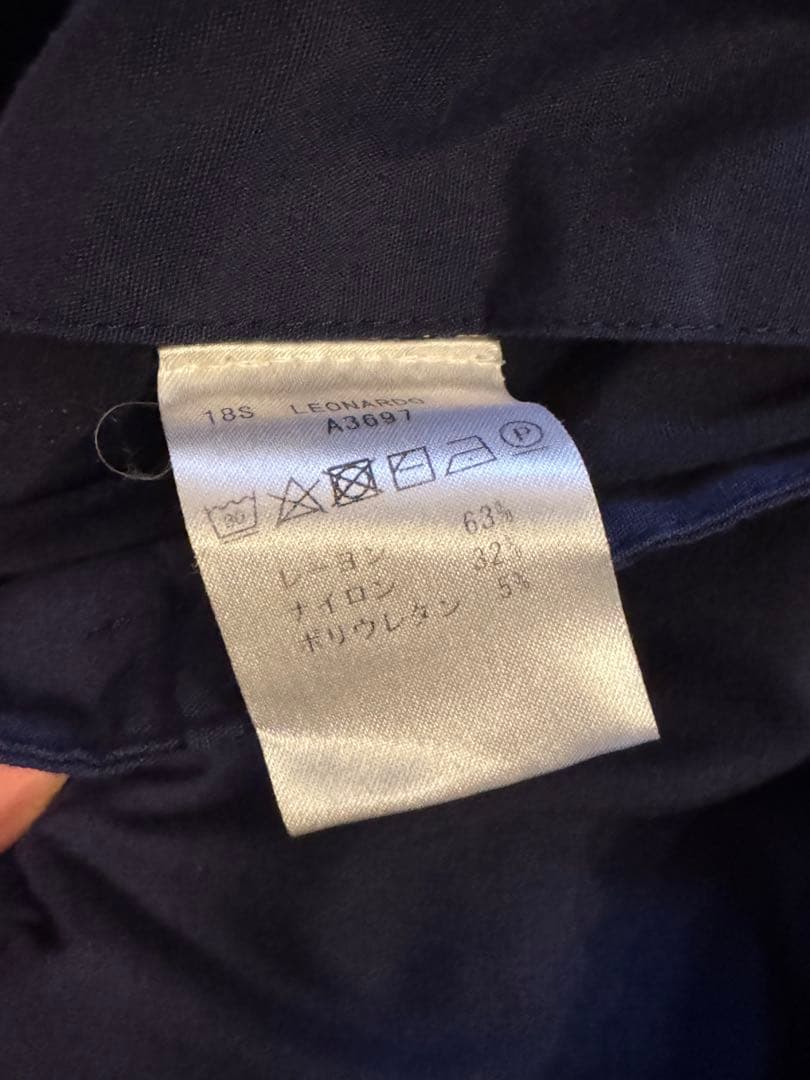 18S LEONARDO
A3697
30 P
レーヨン 63%
ナイロン 32%
ポリウレタン 5%